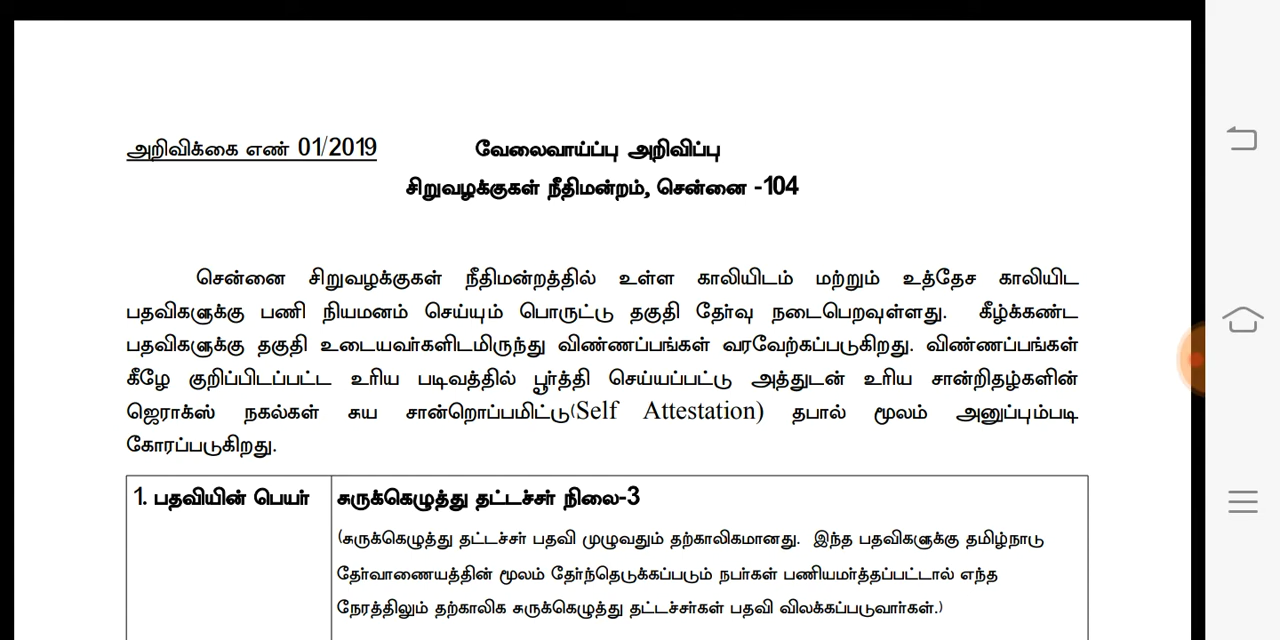 அறிவிக்கை எண் 01/2019
வேலைவாய்ப்பு அறிவிப்பு
சிறுவழக்குகள் நீதிமன்றம், சென்னை -104
சென்னை சிறுவழக்குகள் நீதிமன்றத்தில் உள்ள காலியிடம் மற்றும் உத்தேச காலியிட
பதவிகளுக்கு பணி நியமனம் செய்யும் பொருட்டு தகுதி தேர்வு நடைபெறவுள்ளது. கீழ்க்கண்ட
பதவிகளுக்கு தகுதி உடையவர்களிடமிருந்து விண்ணப்பங்கள் வரவேற்கப்படுகிறது. விண்ணப்பங்கள்
கீழே குறிப்பிடப்பட்ட உரிய படிவத்தில் பூர்த்தி செய்யப்பட்டு அத்துடன் உரிய சான்றிதழ்களின்
ஜெராக்ஸ் நகல்கள் சுய சான்றொப்பமிட்டு(Self Attestation) தபால் மூலம் அனுப்பும்படி
கோரப்படுகிறது.
1. பதவியின் பெயர்
சுருக்கெழுத்து தட்டச்சர் நிலை-3
(சுருக்கெழுத்து தட்டச்சர் பதவி முழுவதும் தற்காலிகமானது. இந்த பதவிகளுக்கு தமிழ்நாடு
தேர்வாணையத்தின் மூலம் தேர்ந்தெடுக்கப்படும் நபர்கள் பணியமர்த்தப்பட்டால் எந்த
நேரத்திலும் தற்காலிக சுருக்கெழுத்து தட்டச்சர்கள் பதவி விலக்கப்படுவார்கள்.)